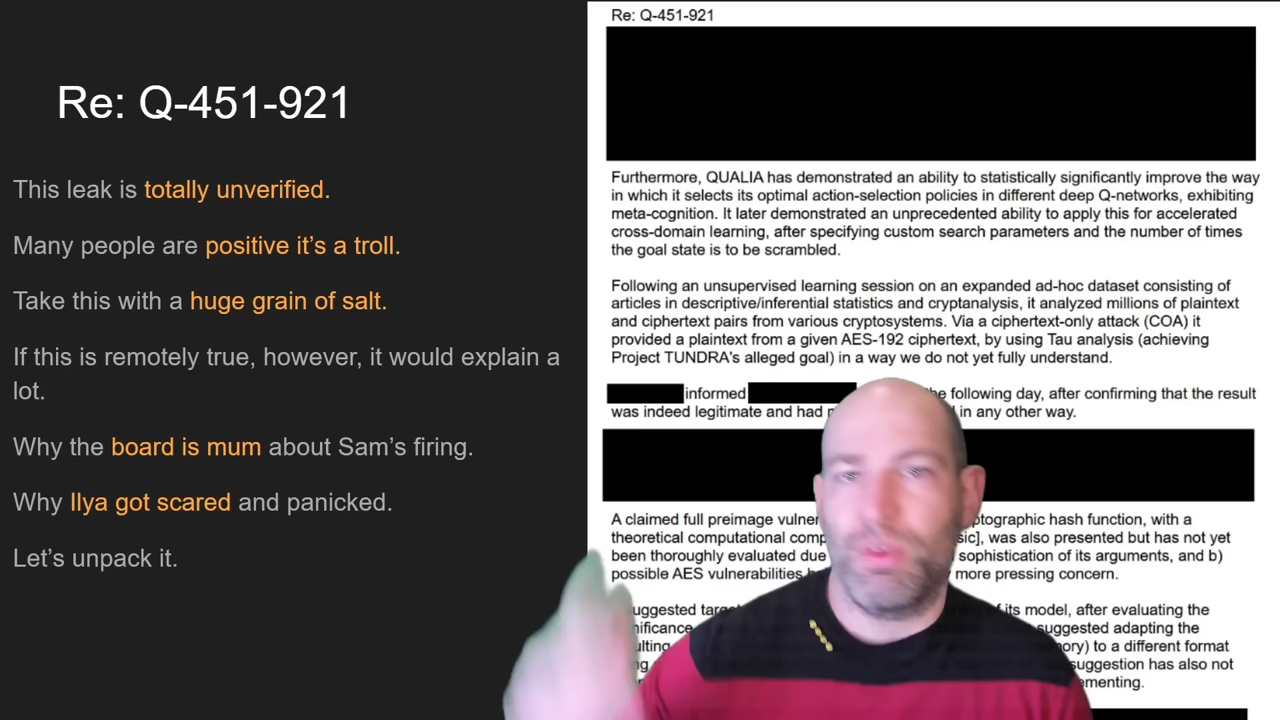 Re: Q-451-921
This leak is totally unverified.
Many people are positive it's a troll.
Take this with a huge grain of salt.
If this is remotely true, however, it would explain a
lot.
Why the board is mum about Sam's firing.
Why Ilya got scared and panicked.
Let's unpack it.
Re: Q-451-921
Furthermore, QUALIA has demonstrated an ability to statistically significantly improve the way
in which it selects its optimal action-selection policies in different deep Q-networks, exhibiting
meta-cognition. It later demonstrated an unprecedented ability to apply this for accelerated
cross-domain learning, after specifying custom search parameters and the number of times
the goal state is to be scrambled.
Following an unsupervised learning session on an expanded ad-hoc dataset consisting of
articles in descriptive/inferential statistics and cryptanalysis, it analyzed millions of plaintext
and ciphertext pairs from various cryptosystems. Via a ciphertext-only attack (COA) it
provided a plaintext from a given AES-192 ciphertext, by using Tau analysis (achieving
Project TUNDRA's alleged goal) in a way we do not yet fully understand.
informed the following day, after confirming that the result
was indeed legitimate and had in any other way.
A claimed full preimage hash function, with a
theoretical computational was also presented but has not yet
been thoroughly evaluated due sophistication of its arguments, and b)
possible AES vulnerabilities more pressing concern.
of its model, after evaluating the
suggested adapting the
to a different format
suggestion has also not